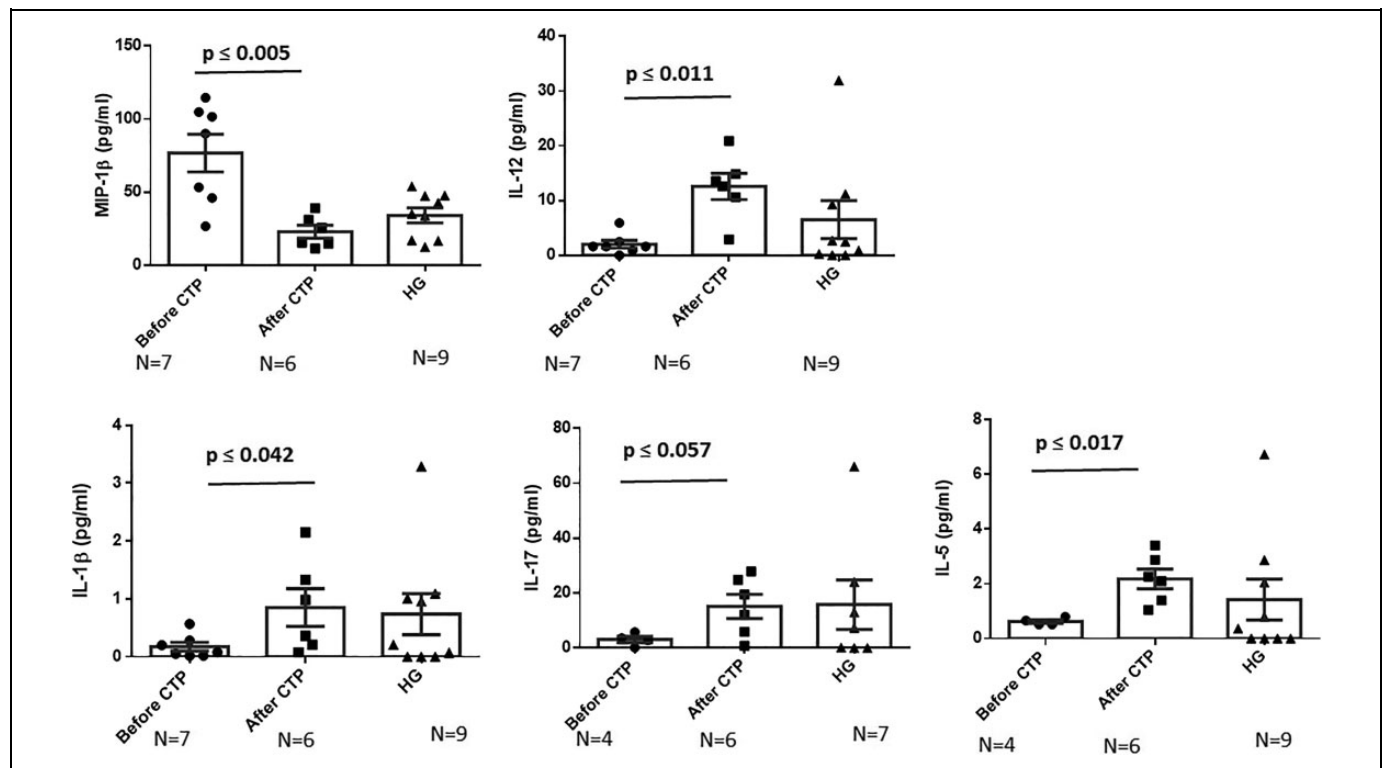 p ≤ 0.005
MIP-1β (pg/ml)
150
100
50
0
Before CTP
After CTP
HG
N=7
N=6
N=9
p ≤ 0.011
IL-12 (pg/ml)
40
30
20
10
0
Before CTP
After CTP
HG
N=7
N=6
N=9
p ≤ 0.042
IL-1β (pg/ml)
4
3
2
1
0
Before CTP
After CTP
HG
N=7
N=6
N=9
p ≤ 0.057
IL-17 (pg/ml)
80
60
40
20
0
Before CTP
After CTP
HG
N=4
N=6
N=7
p ≤ 0.017
IL-5 (pg/ml)
8
6
4
2
0
Before CTP
After CTP
HG
N=4
N=6
N=9